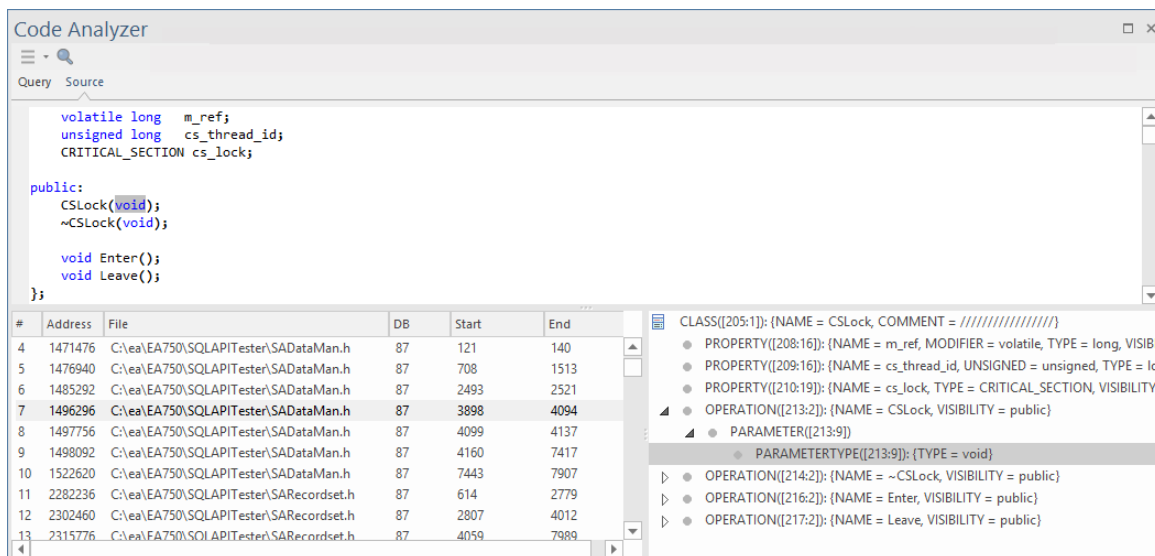 Code Analyzer
Query Source
volatile long m_ref;
unsigned long cs_thread_id;
CRITICAL_SECTION cs_lock;
public:
CSLock(void);
~CSLock(void);
void Enter();
void Leave();
};
# Address File DB Start End
4 1471476 C:\ea\EA750\SQLAPITester\SADataMan.h 87 121 140
5 1476940 C:\ea\EA750\SQLAPITester\SADataMan.h 87 708 1513
6 1485292 C:\ea\EA750\SQLAPITester\SADataMan.h 87 2493 2521
7 1496296 C:\ea\EA750\SQLAPITester\SADataMan.h 87 3898 4094
8 1497756 C:\ea\EA750\SQLAPITester\SADataMan.h 87 4099 4137
9 1498092 C:\ea\EA750\SQLAPITester\SADataMan.h 87 4160 7417
10 1522620 C:\ea\EA750\SQLAPITester\SADataMan.h 87 7443 7907
11 2282236 C:\ea\EA750\SQLAPITester\SARecordset.h 87 614 2779
12 2302460 C:\ea\EA750\SQLAPITester\SARecordset.h 87 2807 4012
13 2315776 C:\ea\EA750\SQLAPITester\SARecordset.h 87 4059 7989
CLASS([205:1]): {NAME = CSLock, COMMENT = /////////////////}
PROPERTY([208:16]): {NAME = m_ref, MODIFIER = volatile, TYPE = long, VISIB
PROPERTY([209:16]): {NAME = cs_thread_id, UNSIGNED = unsigned, TYPE = lo
PROPERTY([210:19]): {NAME = cs_lock, TYPE = CRITICAL_SECTION, VISIBILITY
OPERATION([213:2]): {NAME = CSLock, VISIBILITY = public}
PARAMETER([213:9])
PARAMETERTYPE([213:9]): {TYPE = void}
OPERATION([214:2]): {NAME = ~CSLock, VISIBILITY = public}
OPERATION([216:2]): {NAME = Enter, VISIBILITY = public}
OPERATION([217:2]): {NAME = Leave, VISIBILITY = public}